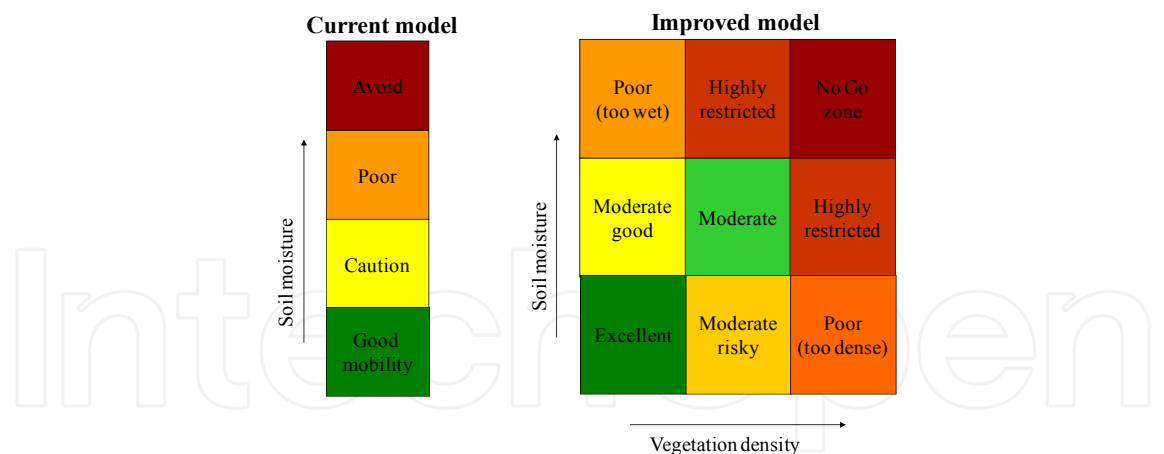 Current model
Avoid
Poor
Caution
Good
mobility
Soil moisture
Improved model
Poor
(too wet)
Highly
restricted
No Go
zone
Moderate
good
Moderate
Highly
restricted
Excellent
Moderate
risky
Poor
(too dense)
Soil moisture
Vegetation density
IntechOpen